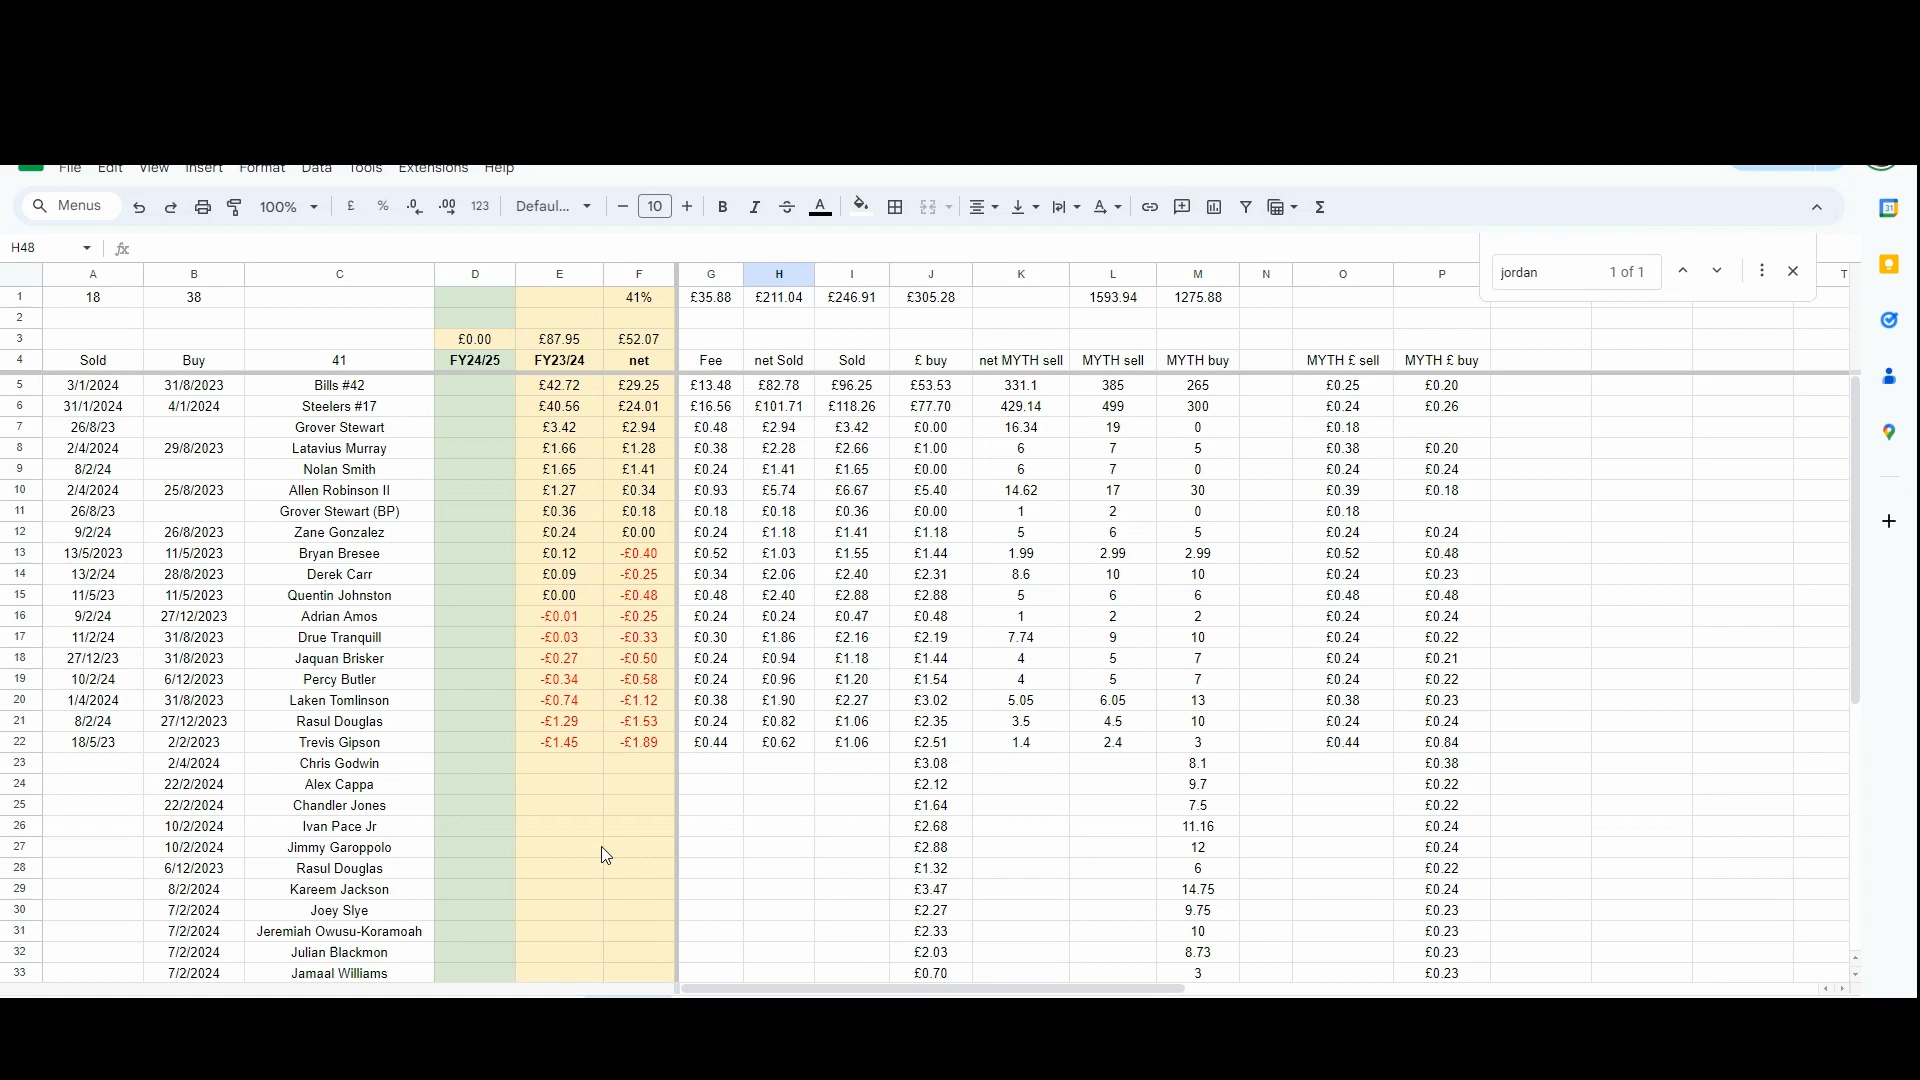 File Edit View Insert Format Data Tools Extensions Help
Menus 100% £ % .0 .00 123 Defaul... 10 B I A Σ
H48 fx
jordan 1 of 1
A B C D E F G H I J K L M N O P T
1 18 38 41% £35.88 £211.04 £246.91 £305.28 1593.94 1275.88
2
3 £0.00 £87.95 £52.07
4 Sold Buy 41 FY24/25 FY23/24 net Fee net Sold Sold £ buy net MYTH sell MYTH sell MYTH buy MYTH £ sell MYTH £ buy
5 3/1/2024 31/8/2023 Bills #42 £42.72 £29.25 £13.48 £82.78 £96.25 £53.53 331.1 385 265 £0.25 £0.20
6 31/1/2024 4/1/2024 Steelers #17 £40.56 £24.01 £16.56 £101.71 £118.26 £77.70 429.14 499 300 £0.24 £0.26
7 26/8/23 Grover Stewart £3.42 £2.94 £0.48 £2.94 £3.42 £0.00 16.34 19 0 £0.18
8 2/4/2024 29/8/2023 Latavius Murray £1.66 £1.28 £0.38 £2.28 £2.66 £1.00 6 7 5 £0.38 £0.20
9 8/2/24 Nolan Smith £1.65 £1.41 £0.24 £1.41 £1.65 £0.00 6 7 0 £0.24 £0.24
10 2/4/2024 25/8/2023 Allen Robinson II £1.27 £0.34 £0.93 £5.74 £6.67 £5.40 14.62 17 30 £0.39 £0.18
11 26/8/23 Grover Stewart (BP) £0.36 £0.18 £0.18 £0.18 £0.36 £0.00 1 2 0 £0.18
12 9/2/24 26/8/2023 Zane Gonzalez £0.24 £0.00 £0.24 £1.18 £1.41 £1.18 5 6 5 £0.24 £0.24
13 13/5/2023 11/5/2023 Bryan Bresee £0.12 -£0.40 £0.52 £1.03 £1.55 £1.44 1.99 2.99 2.99 £0.52 £0.48
14 13/2/24 28/8/2023 Derek Carr £0.09 -£0.25 £0.34 £2.06 £2.40 £2.31 8.6 10 10 £0.24 £0.23
15 11/5/23 11/5/2023 Quentin Johnston £0.00 -£0.48 £0.48 £2.40 £2.88 £2.88 5 6 6 £0.48 £0.48
16 9/2/24 27/12/2023 Adrian Amos -£0.01 -£0.25 £0.24 £0.24 £0.47 £0.48 1 2 2 £0.24 £0.24
17 11/2/24 31/8/2023 Drue Tranquill -£0.03 -£0.33 £0.30 £1.86 £2.16 £2.19 7.74 9 10 £0.24 £0.22
18 27/12/23 31/8/2023 Jaquan Brisker -£0.27 -£0.50 £0.24 £0.94 £1.18 £1.44 4 5 7 £0.24 £0.21
19 10/2/24 6/12/2023 Percy Butler -£0.34 -£0.58 £0.24 £0.96 £1.20 £1.54 4 5 7 £0.24 £0.22
20 1/4/2024 31/8/2023 Laken Tomlinson -£0.74 -£1.12 £0.38 £1.90 £2.27 £3.02 5.05 6.05 13 £0.38 £0.23
21 8/2/24 27/12/2023 Rasul Douglas -£1.29 -£1.53 £0.24 £0.82 £1.06 £2.35 3.5 4.5 10 £0.24 £0.24
22 18/5/23 2/2/2023 Trevis Gipson -£1.45 -£1.89 £0.44 £0.62 £1.06 £2.51 1.4 2.4 3 £0.44 £0.84
23 2/4/2024 Chris Godwin £3.08 8.1 £0.38
24 22/2/2024 Alex Cappa £2.12 9.7 £0.22
25 22/2/2024 Chandler Jones £1.64 7.5 £0.22
26 10/2/2024 Ivan Pace Jr £2.68 11.16 £0.24
27 10/2/2024 Jimmy Garoppolo £2.88 12 £0.24
28 6/12/2023 Rasul Douglas £1.32 6 £0.22
29 8/2/2024 Kareem Jackson £3.47 14.75 £0.24
30 7/2/2024 Joey Slye £2.27 9.75 £0.23
31 7/2/2024 Jeremiah Owusu-Koramoah £2.33 10 £0.23
32 7/2/2024 Julian Blackmon £2.03 8.73 £0.23
33 7/2/2024 Jamaal Williams £0.70 3 £0.23